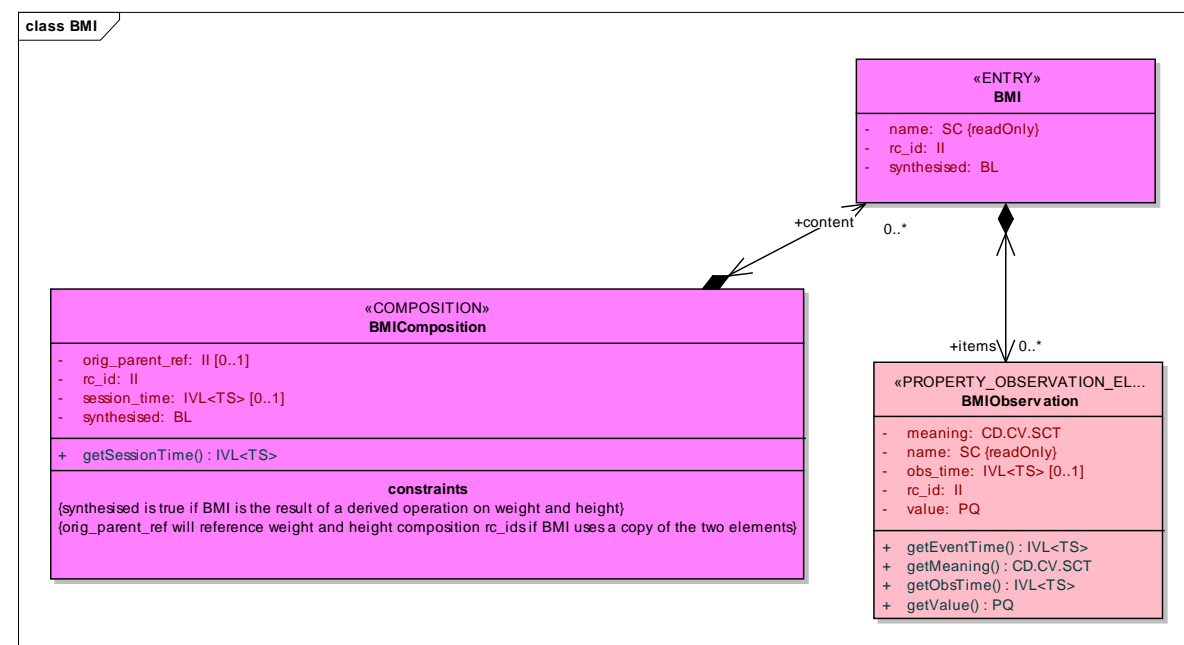 class BMI
«ENTRY»
BMI
- name: SC {readOnly}
- rc_id: II
- synthesised: BL
+content
0..*
«COMPOSITION»
BMIComposition
- orig_parent_ref: II [0..1]
- rc_id: II
- session_time: IVL<TS> [0..1]
- synthesised: BL
+ getSessionTime() : IVL<TS>
constraints
{synthesised is true if BMI is the result of a derived operation on weight and height}
{orig_parent_ref will reference weight and height composition rc_ids if BMI uses a copy of the two elements}
+items 0..*
«PROPERTY_OBSERVATION_EL...
BMIObservation
- meaning: CD.CV.SCT
- name: SC {readOnly}
- obs_time: IVL<TS> [0..1]
- rc_id: II
- value: PQ
+ getEventTime() : IVL<TS>
+ getMeaning() : CD.CV.SCT
+ getObsTime() : IVL<TS>
+ getValue() : PQ